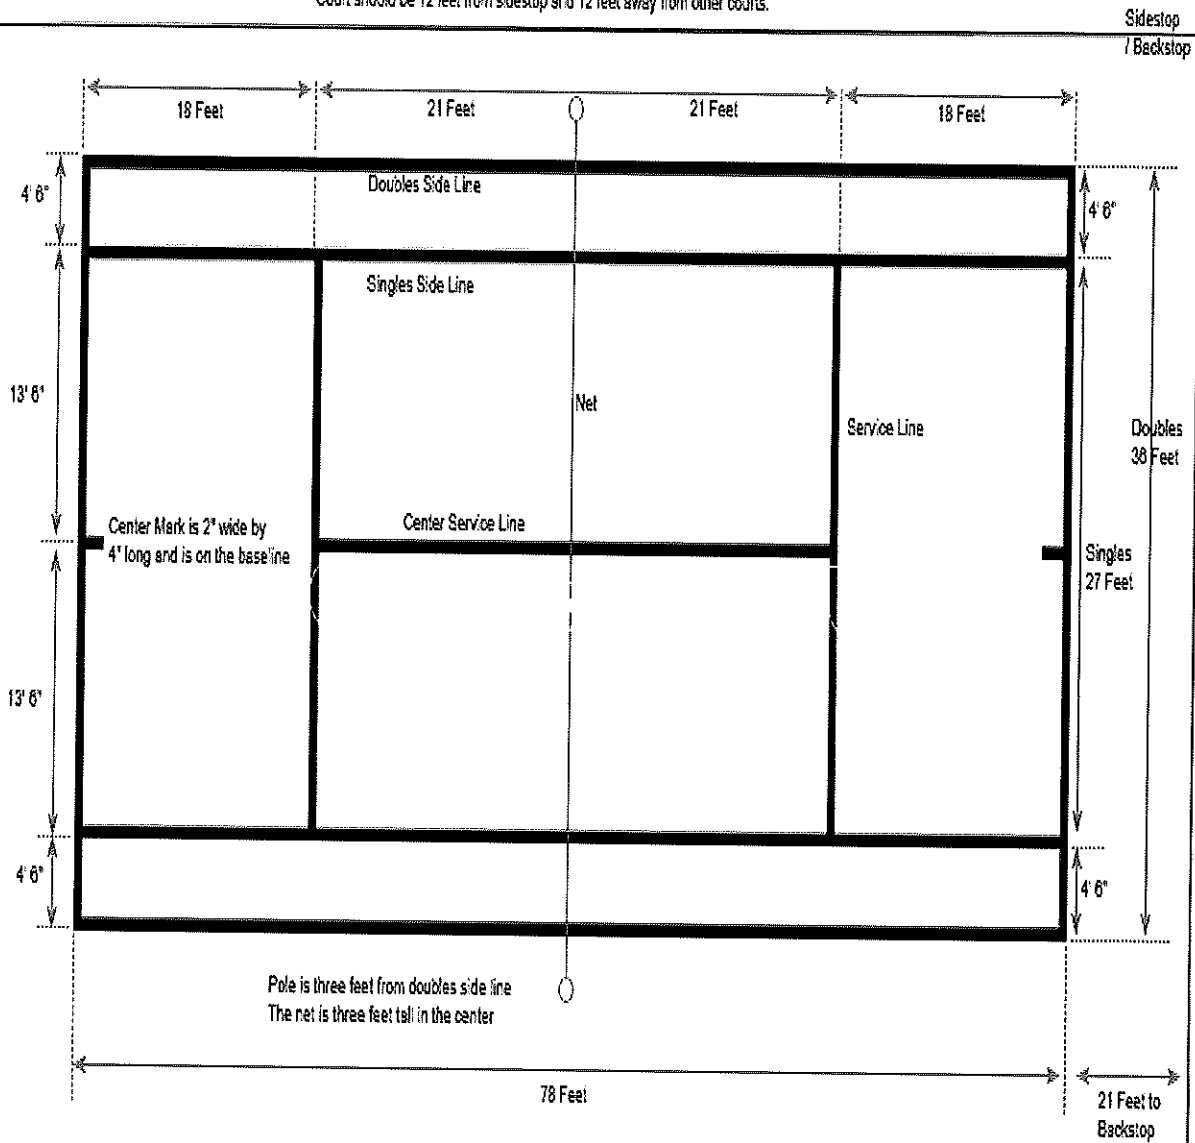 Court should be 12 feet from sidestop and 12 feet away from other courts.
Sidestop
/ Backstop
18 Feet
21 Feet
21 Feet
18 Feet
4' 6"
Doubles Side Line
4' 6"
Singles Side Line
13' 6"
Net
Service Line
Doubles
38 Feet
Center Mark is 2" wide by
4" long and is on the baseline
Center Service Line
Singles
27 Feet
13' 6"
4' 6"
4' 6"
Pole is three feet from doubles side line
The net is three feet tall in the center
78 Feet
21 Feet to
Backstop